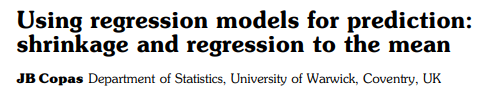 Using regression models for prediction:
shrinkage and regression to the mean
JB Copas Department of Statistics, University of Warwick, Coventry, UK